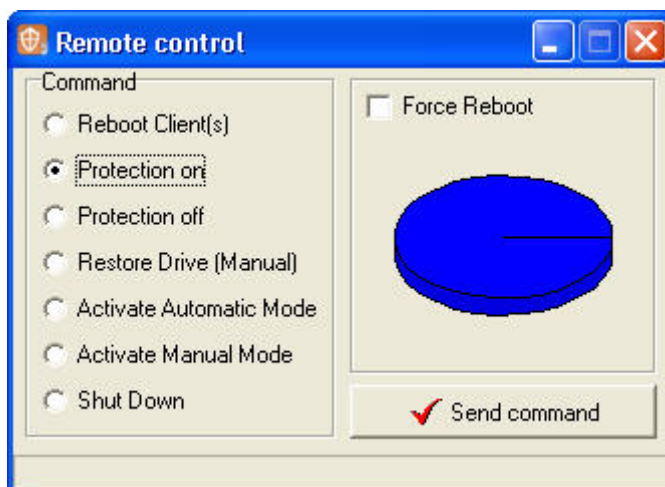 Remote control
Command
Reboot Client(s)
Protection on
Protection off
Restore Drive (Manual)
Activate Automatic Mode
Activate Manual Mode
Shut Down
Force Reboot
Send command